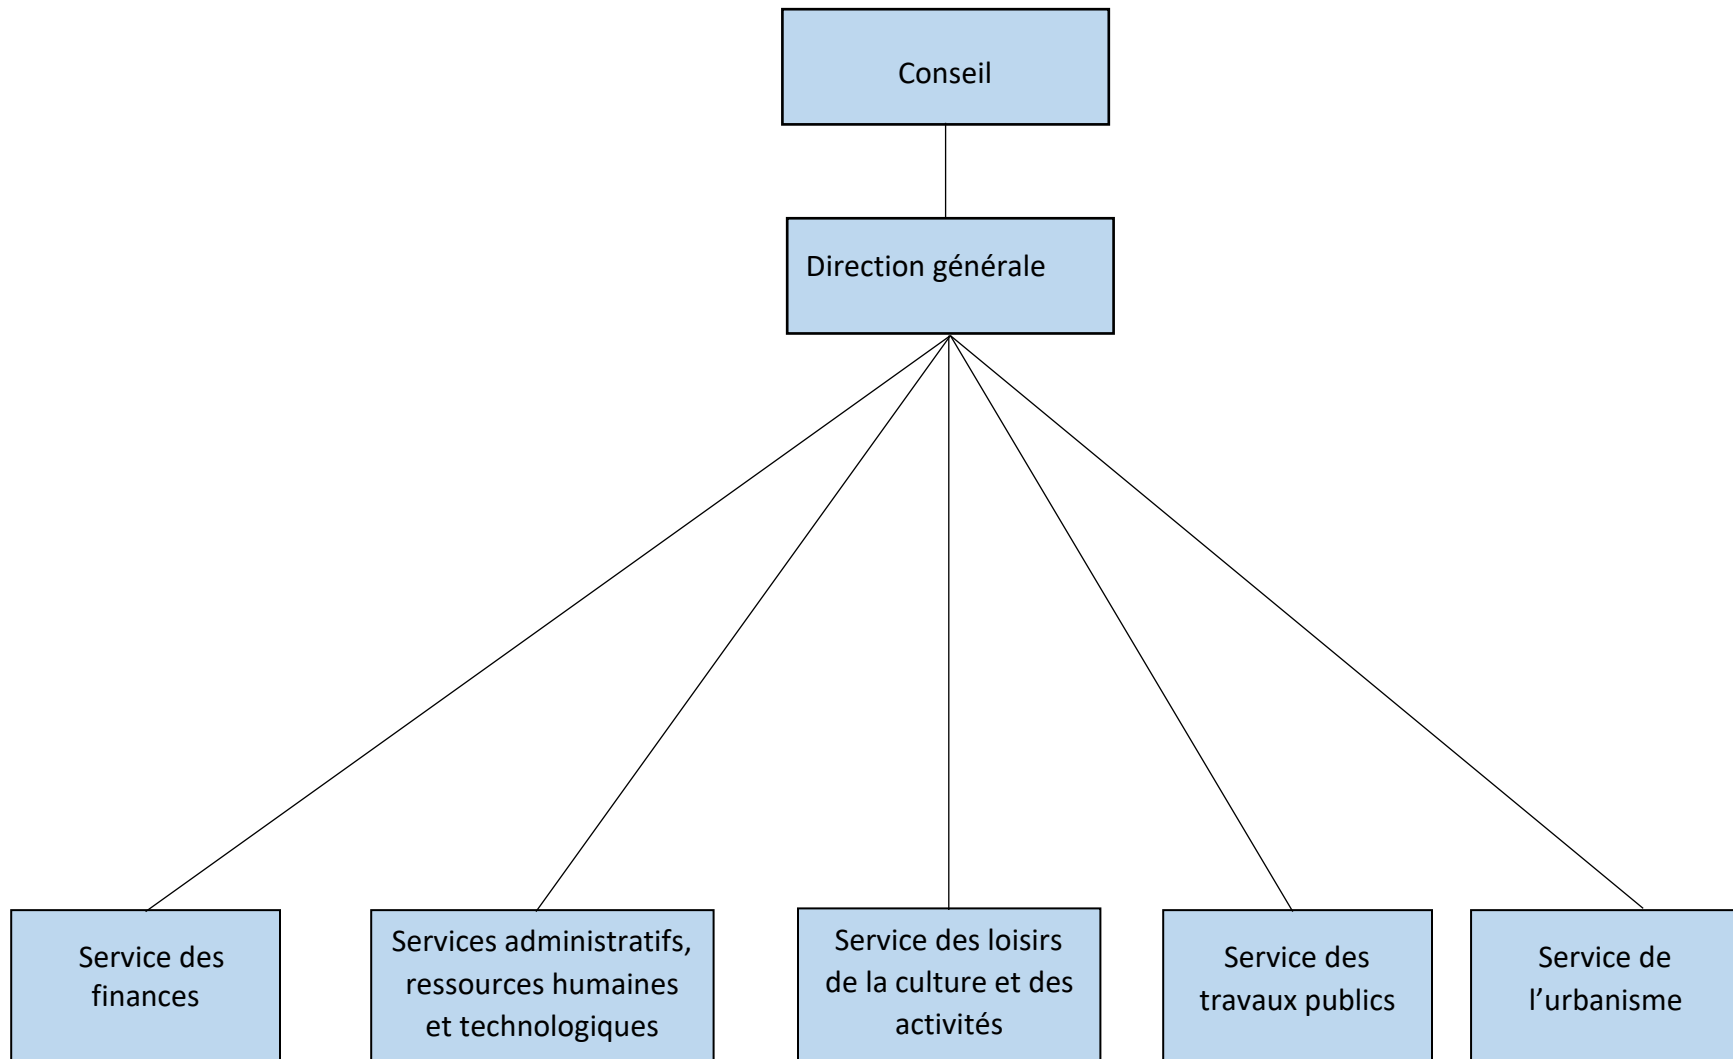 Conseil
Direction générale
Service des
finances
Services administratifs,
ressources humaines
et technologiques
Service des loisirs
de la culture et des
activités
Service des
travaux publics
Service de
l’urbanisme